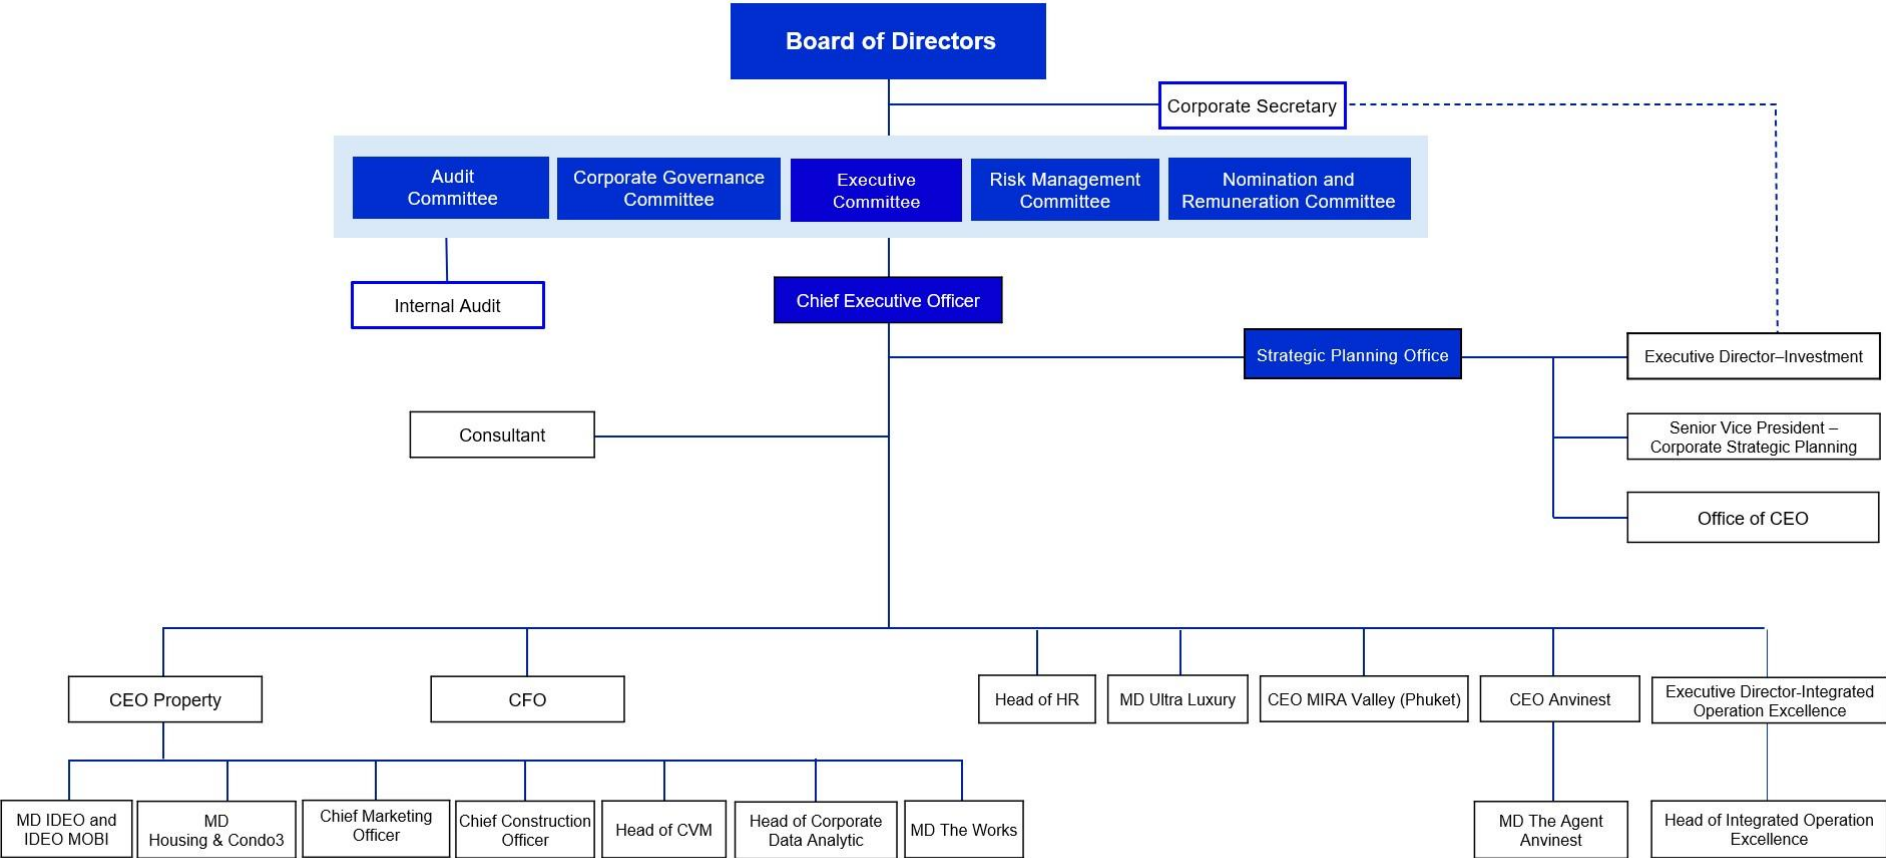 Board of Directors
Corporate Secretary
Audit
Committee
Corporate Governance
Committee
Executive
Committee
Risk Management
Committee
Nomination and
Remuneration Committee
Internal Audit
Chief Executive Officer
Strategic Planning Office
Executive Director–Investment
Consultant
Senior Vice President –
Corporate Strategic Planning
Office of CEO
CEO Property
CFO
Head of HR
MD Ultra Luxury
CEO MIRA Valley (Phuket)
CEO Anvinest
Executive Director-Integrated
Operation Excellence
MD IDEO and
IDEO MOBI
MD
Housing & Condo3
Chief Marketing
Officer
Chief Construction
Officer
Head of CVM
Head of Corporate
Data Analytic
MD The Works
MD The Agent
Anvinest
Head of Integrated Operation
Excellence